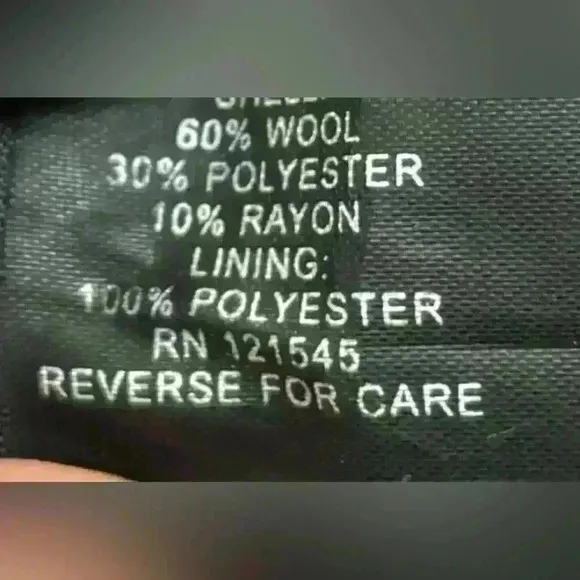 60% WOOL
30% POLYESTER
10% RAYON
LINING:
100% POLYESTER
RN 121545
REVERSE FOR CARE